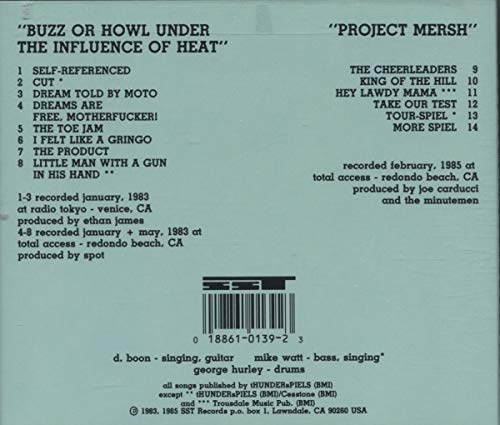 "BUZZ OR HOWL UNDER
THE INFLUENCE OF HEAT"
1 SELF-REFERENCED
2 CUT *
3 DREAM TOLD BY MOTO
4 DREAMS ARE
FREE, MOTHERFUCKER!
5 THE TOE JAM
6 I FELT LIKE A GRINGO
7 THE PRODUCT
8 LITTLE MAN WITH A GUN
IN HIS HAND **
1-3 recorded january, 1983
at radio tokyo - venice, CA
produced by ethan james
4-8 recorded january + may, 1983 at
total access - redondo beach, CA
produced by spot
"PROJECT MERSH"
THE CHEERLEADERS 9
KING OF THE HILL 10
HEY LAWDY MAMA *** 11
TAKE OUR TEST 12
TOUR-SPIEL * 13
MORE SPIEL 14
recorded february, 1985 at
total access - redondo beach, CA
produced by joe carducci
and the minutemen
SST
0 18861-0139-2 3
d. boon - singing, guitar mike watt - bass, singing*
george hurley - drums
all songs published by tHUNDERsPIELS (BMI)
except ** tHUNDERsPIELS (BMI)/Cesstone (BMI)
and *** Trousdale Music Pub. (BMI)
℗ 1983, 1985 SST Records p.o. box 1, Lawndale, CA 90260 USA